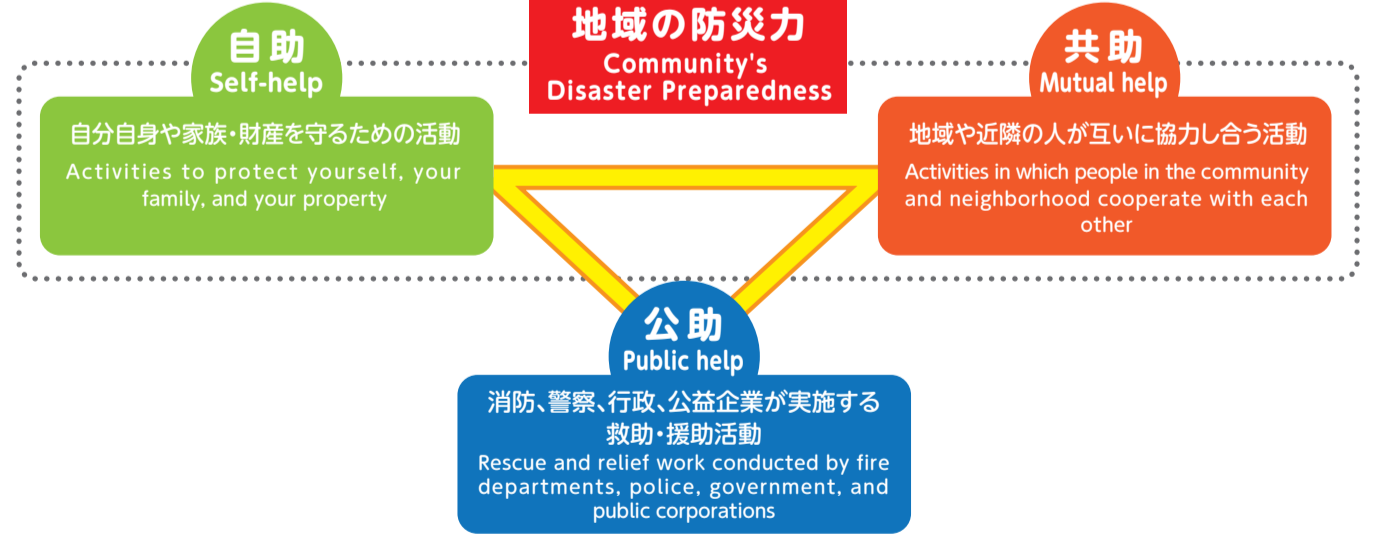 地域の防災力
Community's
Disaster Preparedness
自助
Self-help
自分自身や家族・財産を守るための活動
Activities to protect yourself, your
family, and your property
共助
Mutual help
地域や近隣の人が互いに協力し合う活動
Activities in which people in the community
and neighborhood cooperate with each
other
公助
Public help
消防、警察、行政、公益企業が実施する
救助・援助活動
Rescue and relief work conducted by fire
departments, police, government, and
public corporations